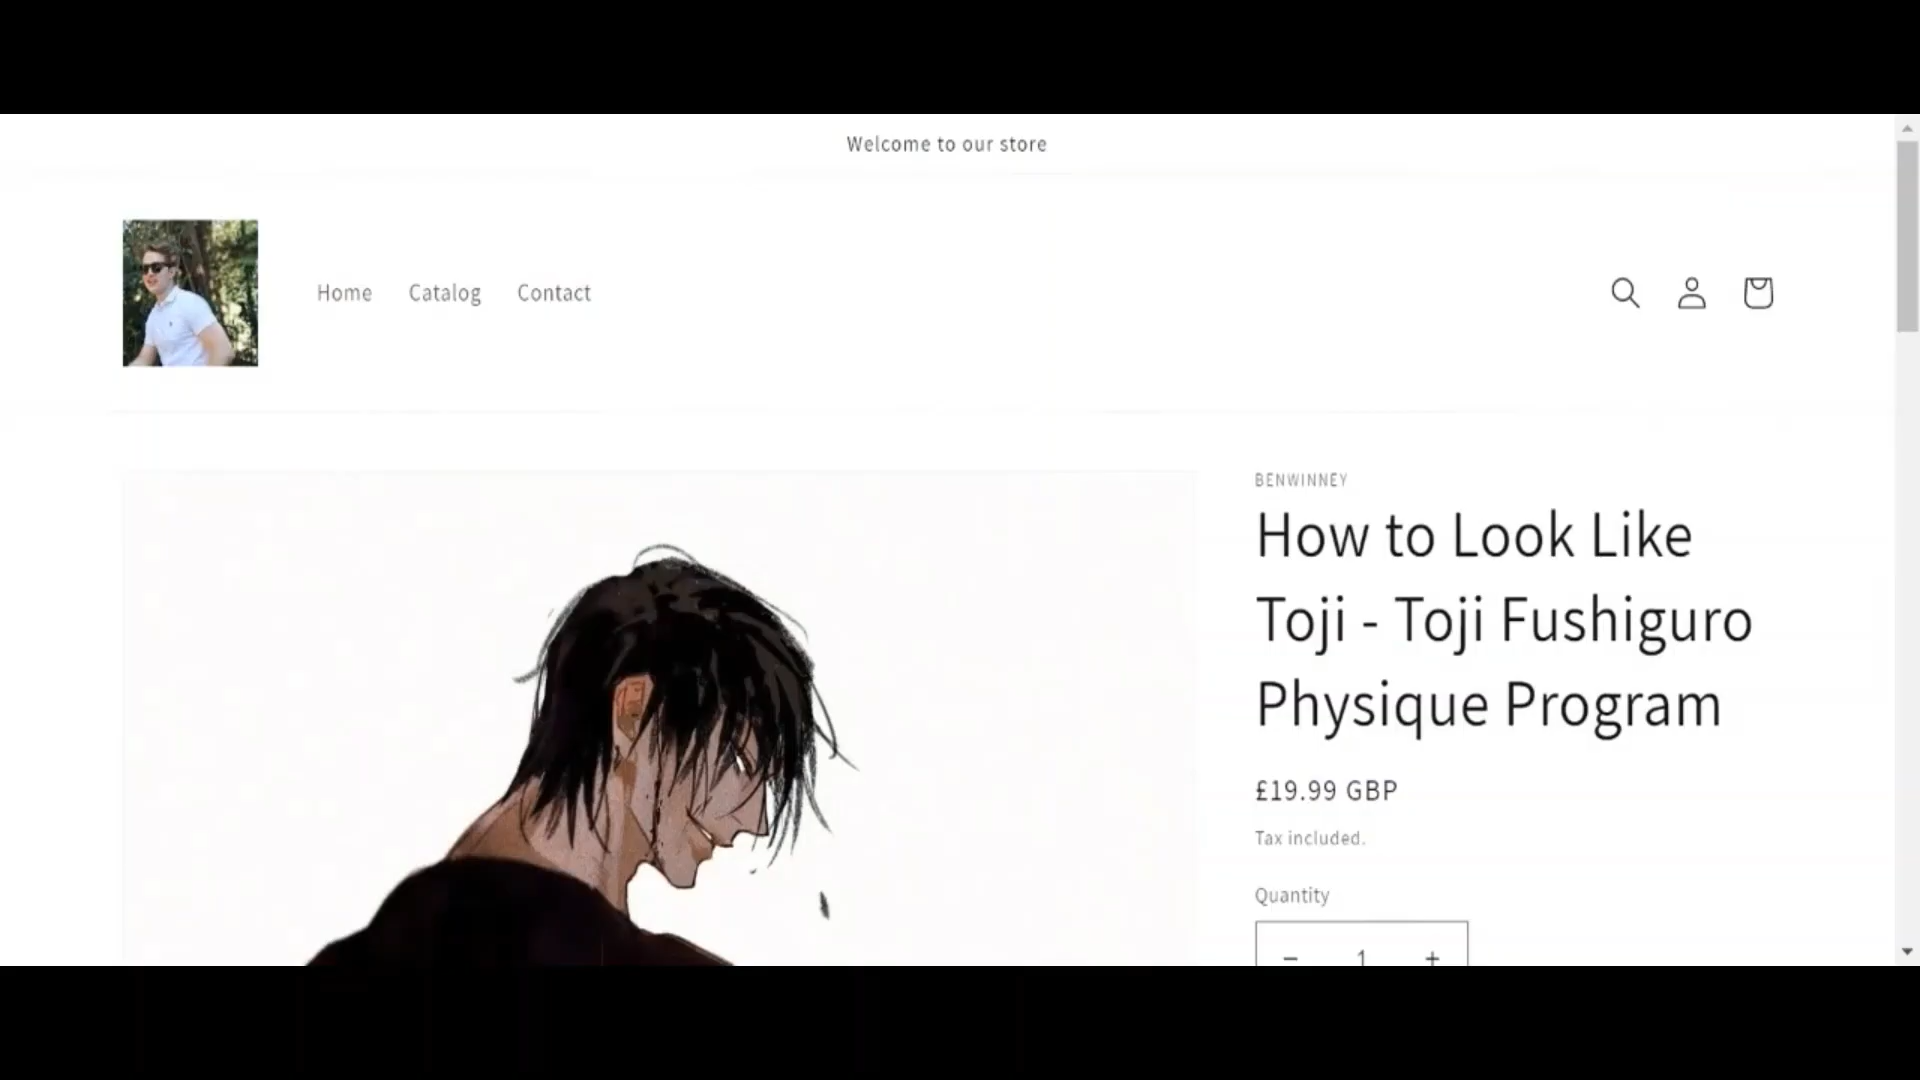 Welcome to our store
Home
Catalog
Contact
BENWINNEY
How to Look Like
Toji - Toji Fushiguro
Physique Program
£19.99 GBP
Tax included.
Quantity
− 1 +